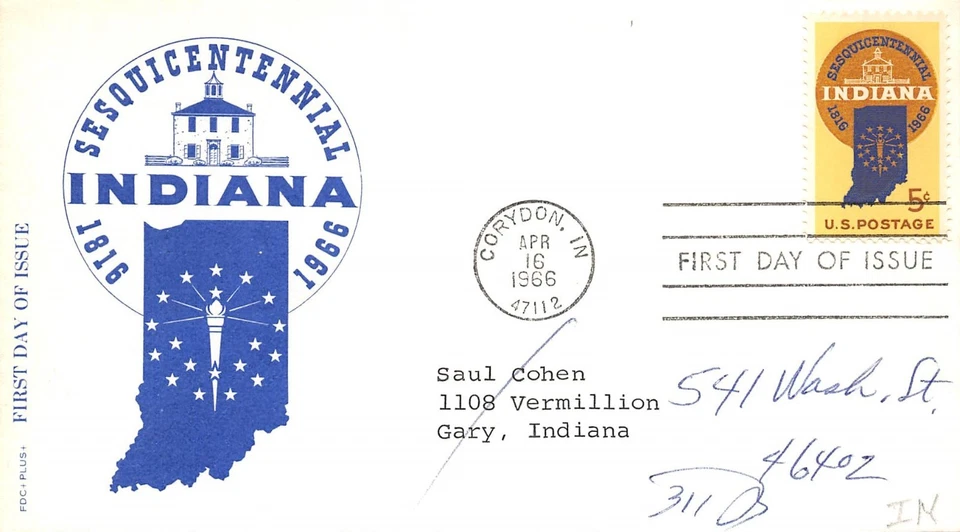 SESQUICENTENNIAL
INDIANA
1816 1966
FIRST DAY OF ISSUE
FDC+PLUS+
SESQUICENTENNIAL
INDIANA
1816 1966
5¢
U.S. POSTAGE
CORYDON, IN
APR
16
1966
47112
FIRST DAY OF ISSUE
Saul Cohen
1108 Vermillion
Gary, Indiana
541 Wash. St.
46402
311
IN